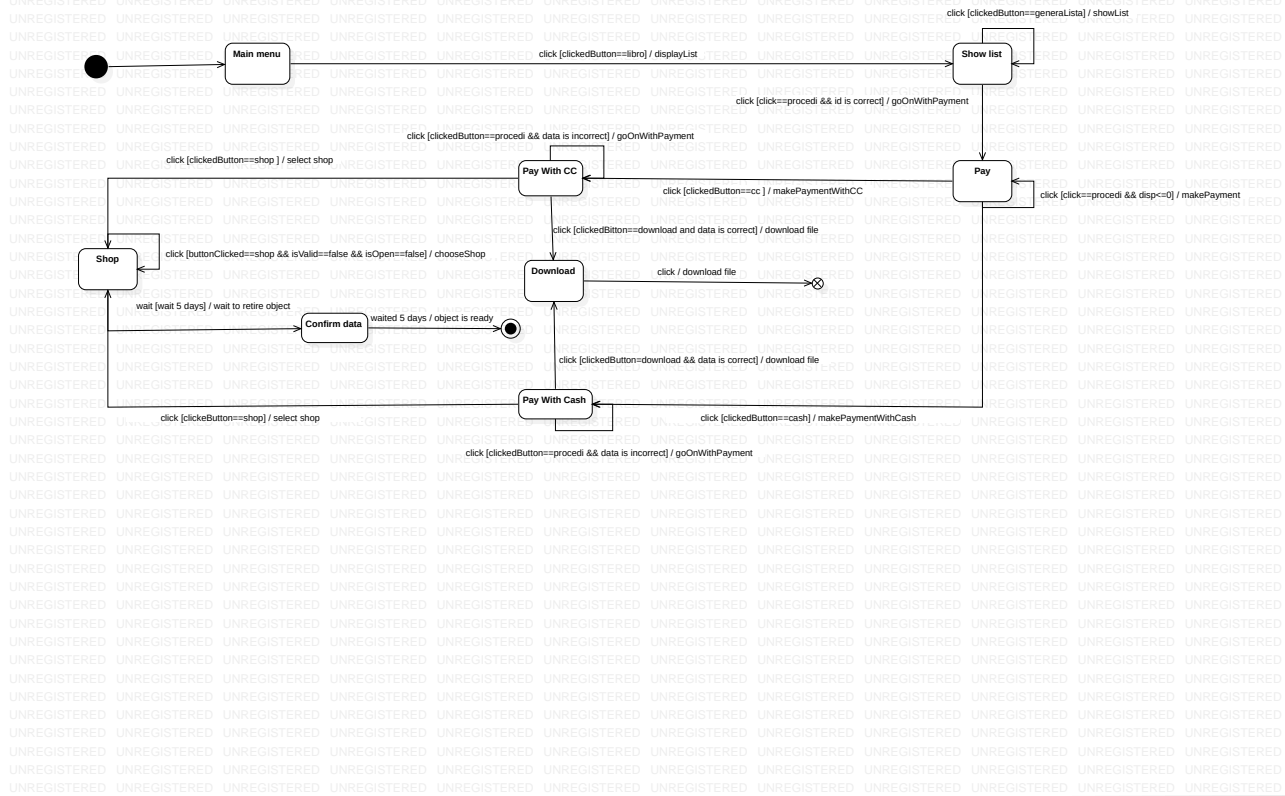 click [clickedButton==generaLista] / showList
Main menu
click [clickedButton==libro] / displayList
Show list
click [click==procedi && id is correct] / goOnWithPayment
click [clickedButton==procedi && data is incorrect] / goOnWithPayment
click [clickedButton==shop ] / select shop
Pay With CC
Pay
click [clickedButton==cc ] / makePaymentWithCC
click [click==procedi && disp<=0] / makePayment
click [clickedBitton==download and data is correct] / download file
Shop
click [buttonClicked==shop && isValid==false && isOpen==false] / chooseShop
Download
click / download file
wait [wait 5 days] / wait to retire object
Confirm data
waited 5 days / object is ready
click [clickedButton=download && data is correct] / download file
Pay With Cash
click [clickeButton==shop] / select shop
click [clickedButton==cash] / makePaymentWithCash
click [clickedButton==procedi && data is incorrect] / goOnWithPayment